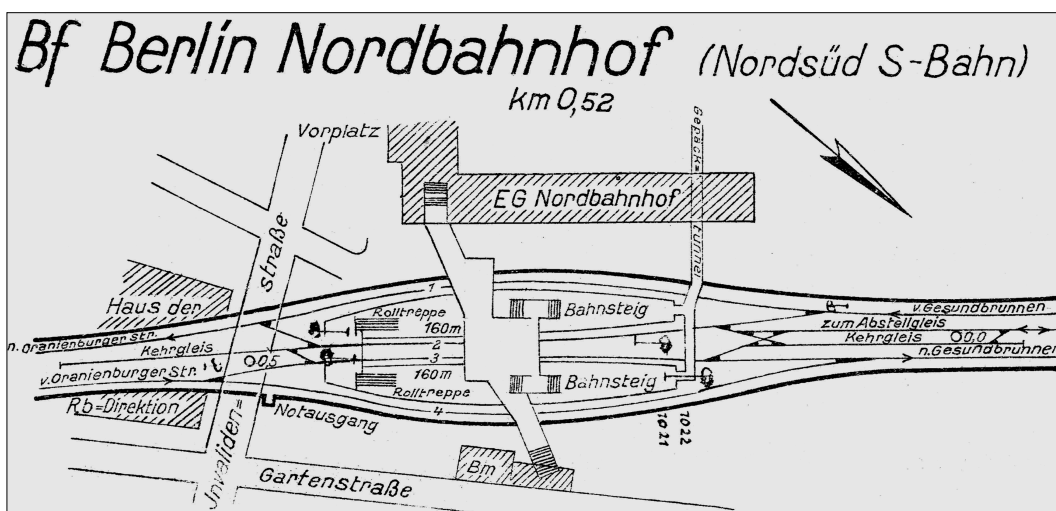 Bf Berlin Nordbahnhof (Nordsüd S-Bahn)
km 0,52
Vorplatz
Gepäck=
tunnel
EG Nordbahnhof
straße
Haus der
1
Rolltreppe
160m
Bahnsteig
v.Gesundbrunnen
n. Oranienburger Str.
2
zum Abstellgleis
Kehrgleis
0,5
3
Kehrgleis
0,0
n.Gesundbrunnen
v.Oranienburger Str.
160m
Rolltreppe
Bahnsteig
Rb=Direktion
Notausgang
4
1021
1022
Invaliden=
Bm
Gartenstraße